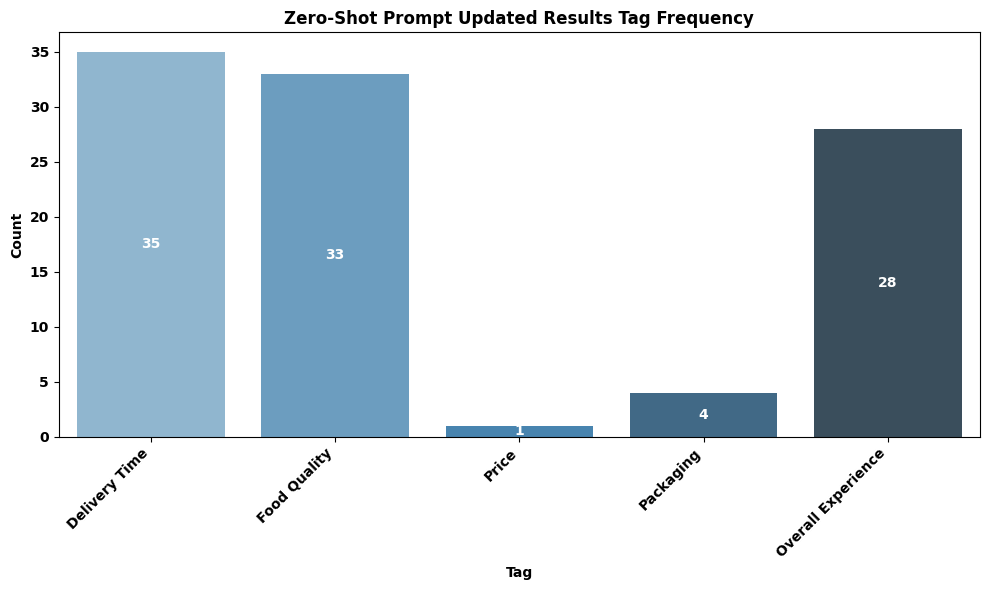 Zero-Shot Prompt Updated Results Tag Frequency
Count
35
30
25
20
15
10
5
0
35
33
1
4
28
Delivery Time
Food Quality
Price
Packaging
Overall Experience
Tag